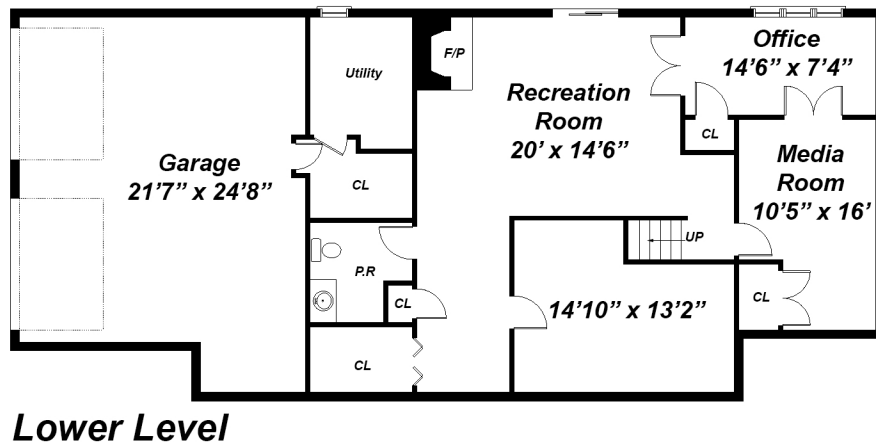 Garage
21’7” x 24’8”
Utility
CL
P.R
CL
CL
F/P
Recreation
Room
20’ x 14’6”
Office
14’6” x 7’4”
CL
Media
Room
10’5” x 16’
UP
CL
14’10” x 13’2”
Lower Level